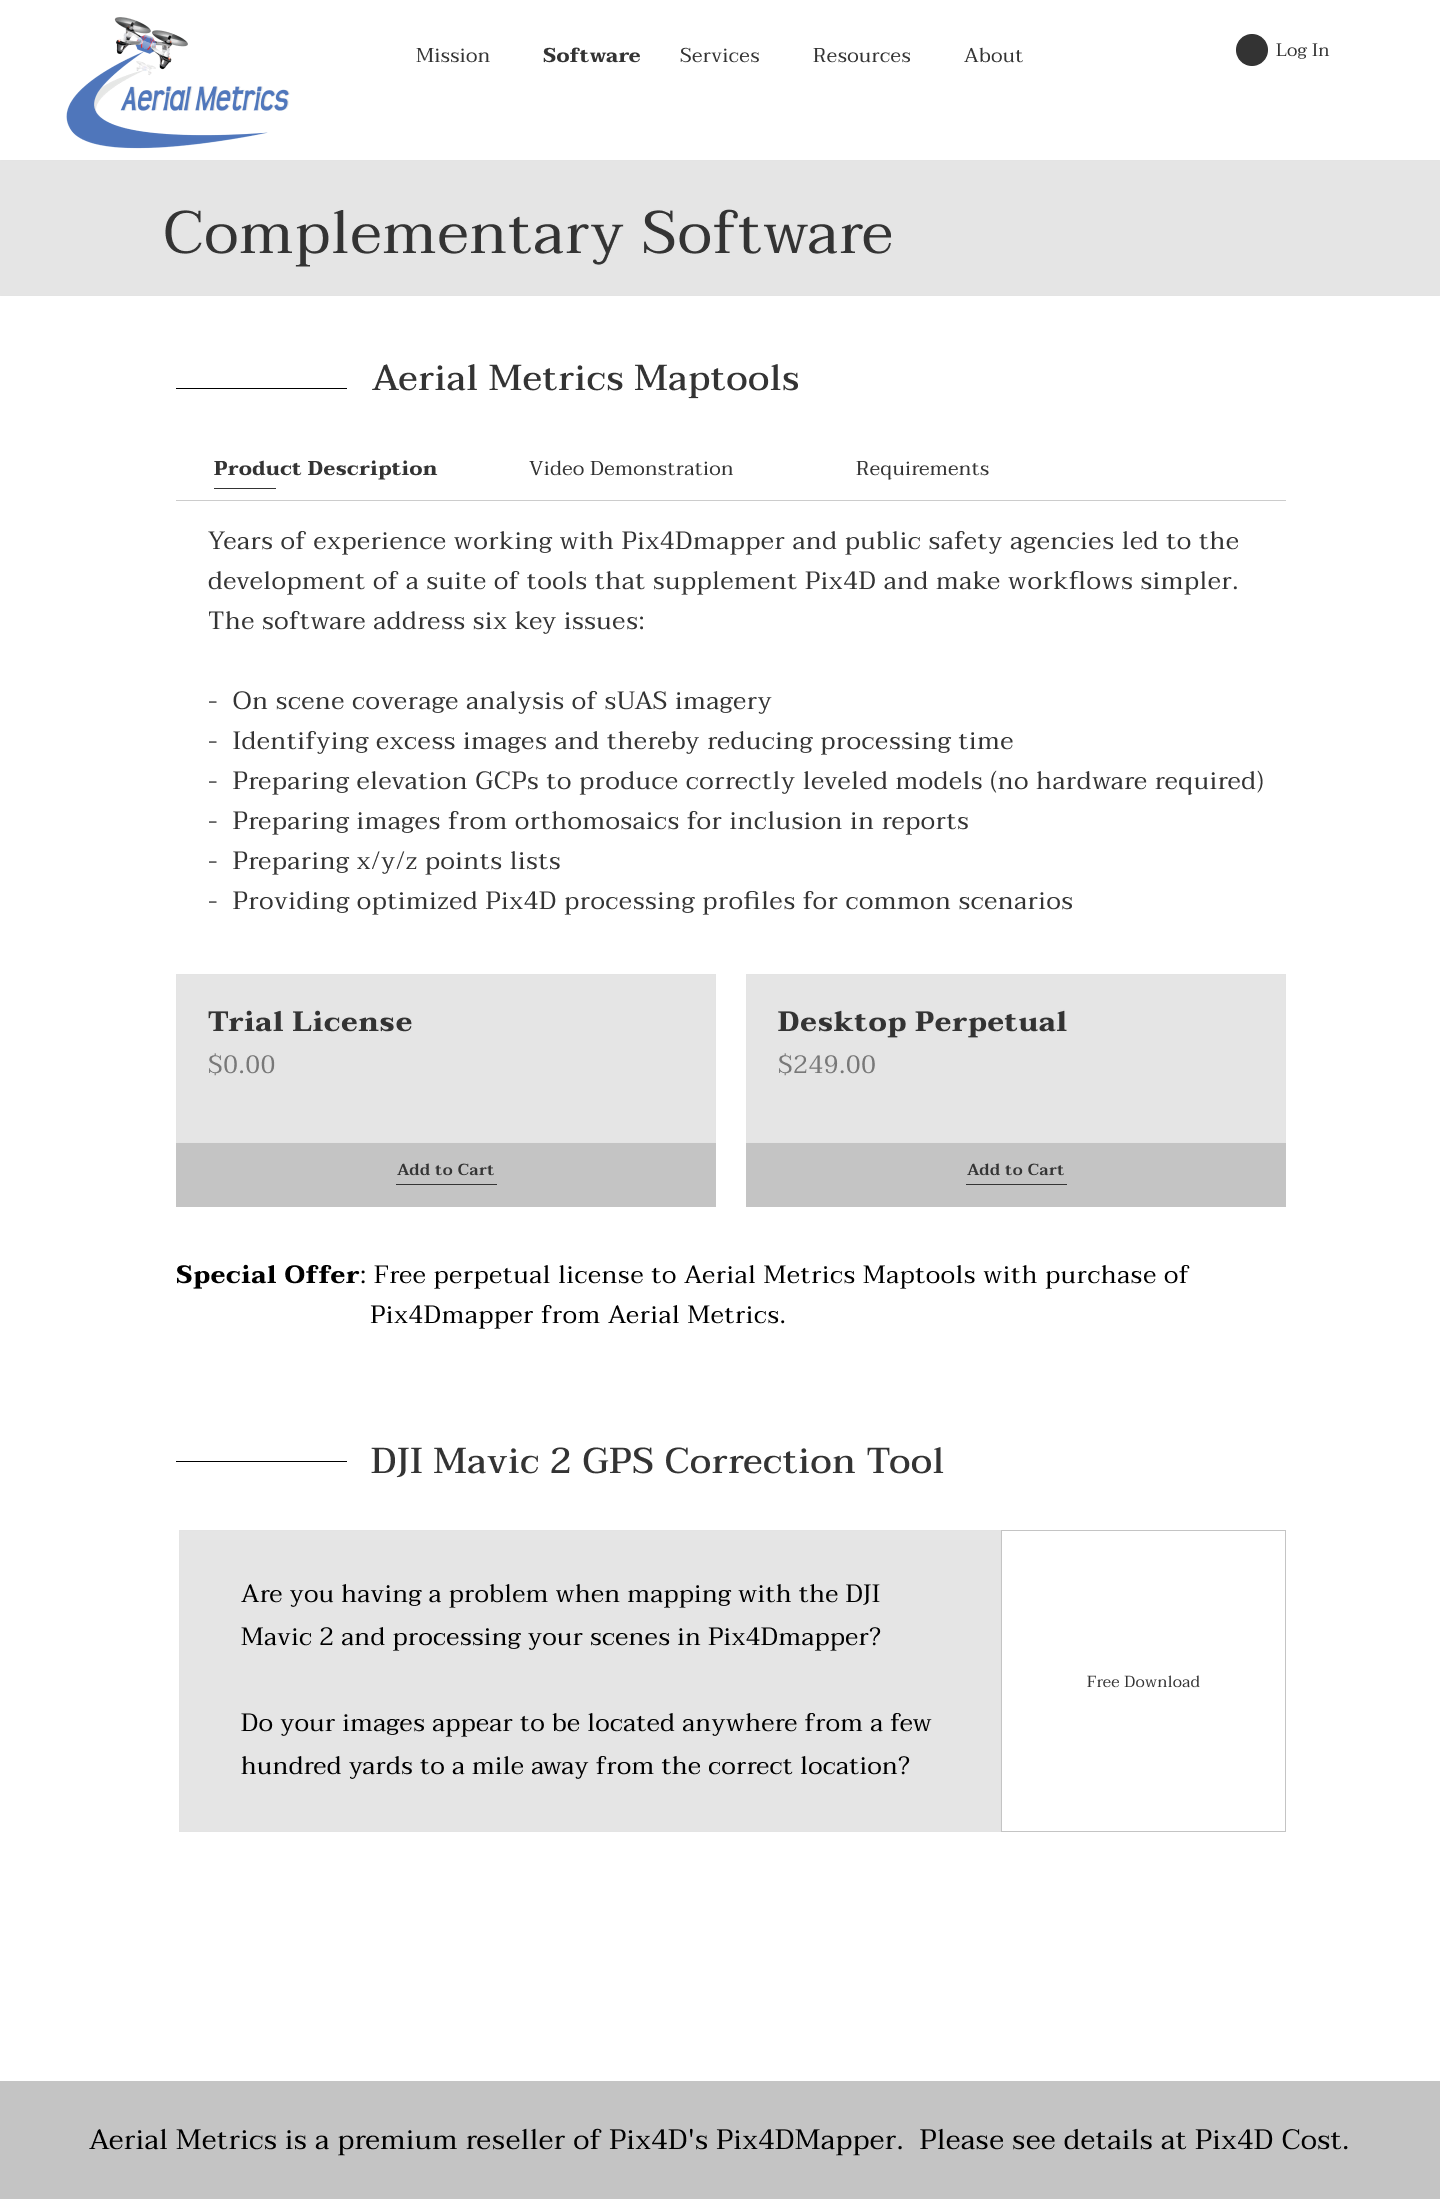 Aerial Metrics
Mission Software Services Resources About
Log In
Complementary Software
Aerial Metrics Maptools
Product Description Video Demonstration Requirements
Years of experience working with Pix4Dmapper and public safety agencies led to the
development of a suite of tools that supplement Pix4D and make workflows simpler.
The software address six key issues:
- On scene coverage analysis of sUAS imagery
- Identifying excess images and thereby reducing processing time
- Preparing elevation GCPs to produce correctly leveled models (no hardware required)
- Preparing images from orthomosaics for inclusion in reports
- Preparing x/y/z points lists
- Providing optimized Pix4D processing profiles for common scenarios
Trial License
$0.00
Add to Cart
Desktop Perpetual
$249.00
Add to Cart
Special Offer: Free perpetual license to Aerial Metrics Maptools with purchase of
Pix4Dmapper from Aerial Metrics.
DJI Mavic 2 GPS Correction Tool
Are you having a problem when mapping with the DJI
Mavic 2 and processing your scenes in Pix4Dmapper?
Do your images appear to be located anywhere from a few
hundred yards to a mile away from the correct location?
Free Download
Aerial Metrics is a premium reseller of Pix4D's Pix4DMapper.  Please see details at Pix4D Cost.